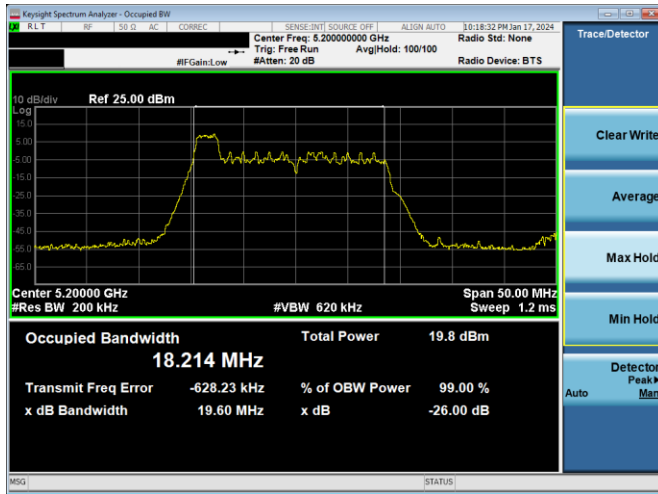 Keysight Spectrum Analyzer - Occupied BW
RLT RF 50 Ω AC CORREC SENSE:INT SOURCE OFF ALIGN AUTO 10:18:32 PM Jan 17, 2024
Center Freq: 5.200000000 GHz Radio Std: None
Trig: Free Run Avg|Hold: 100/100
#IFGain:Low #Atten: 20 dB Radio Device: BTS
Trace/Detector
10 dB/div Ref 25.00 dBm
Log
15.0
5.00
-5.00
-15.0
-25.0
-35.0
-45.0
-55.0
-65.0
Center 5.20000 GHz Span 50.00 MHz
#Res BW 200 kHz #VBW 620 kHz Sweep 1.2 ms
Occupied Bandwidth Total Power 19.8 dBm
18.214 MHz
Transmit Freq Error -628.23 kHz % of OBW Power 99.00 %
x dB Bandwidth 19.60 MHz x dB -26.00 dB
Clear Write
Average
Max Hold
Min Hold
Detector
Peak▶
Auto Man
MSG STATUS